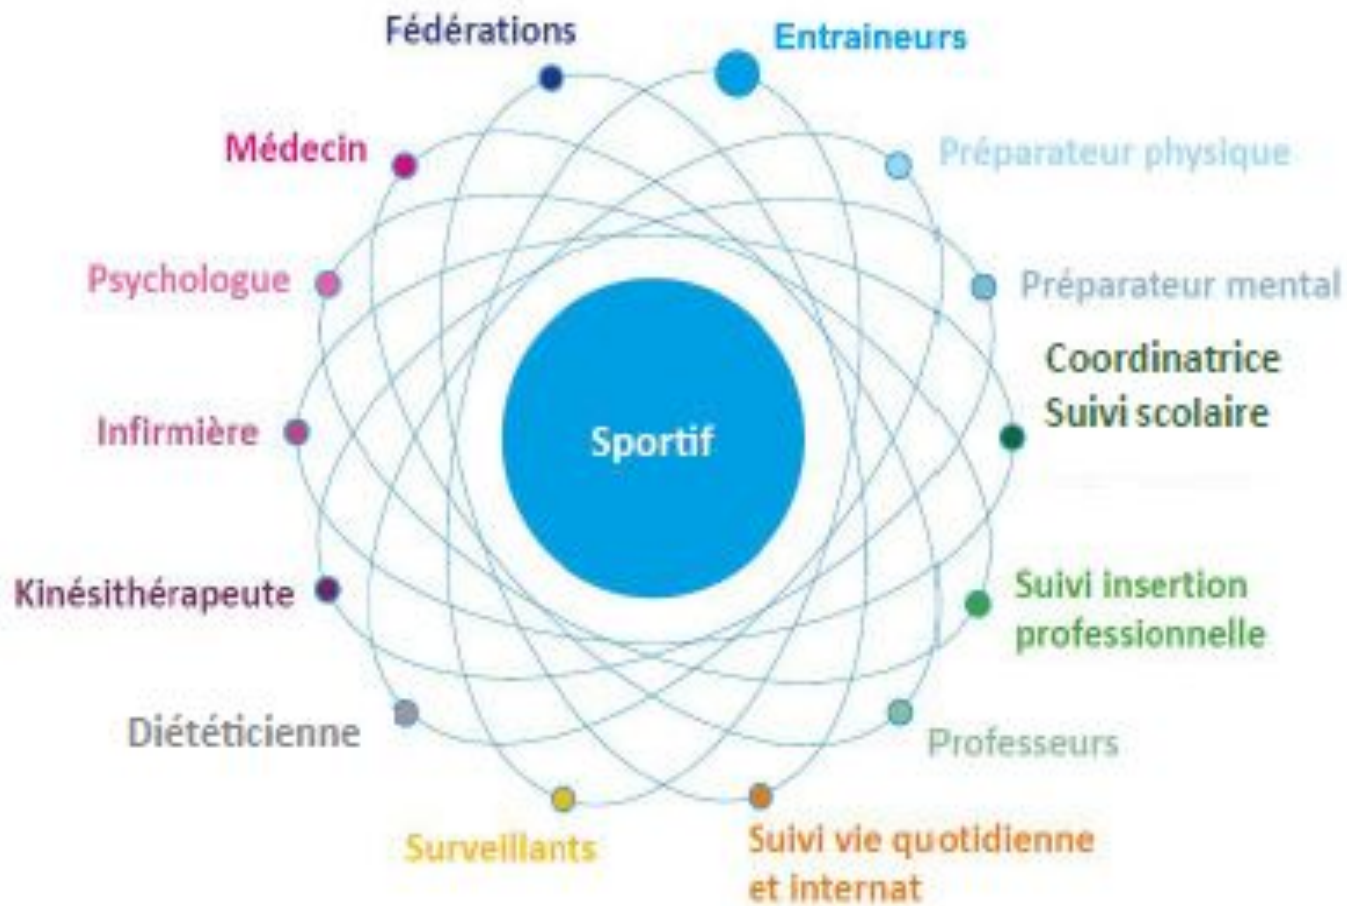 Fédérations
Entraineurs
Médecin
Préparateur physique
Psychologue
Préparateur mental
Coordinatrice
Suivi scolaire
Infirmière
Sportif
Kinésithérapeute
Suivi insertion
professionnelle
Diététicienne
Professeurs
Surveillants
Suivi vie quotidienne
et internat